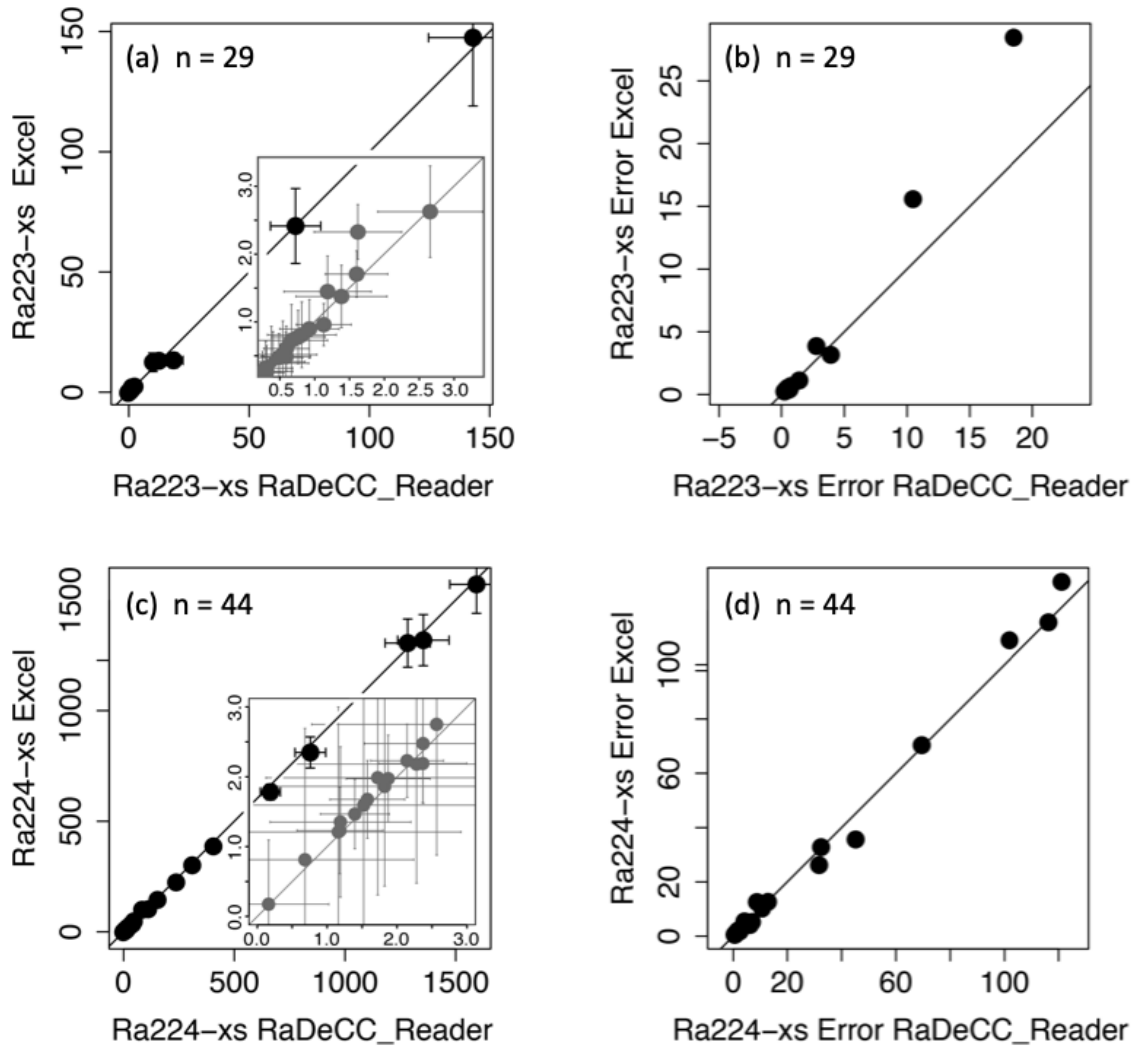 (a) n = 29
Ra223-xs Excel
150
100
50
0
3.0
2.0
1.0
0.5 1.0 1.5 2.0 2.5 3.0
0 50 100 150
Ra223-xs RaDeCC_Reader
(b) n = 29
Ra223-xs Error Excel
25
20
15
10
5
0
-5 0 5 10 15 20
Ra223-xs Error RaDeCC_Reader
(c) n = 44
Ra224-xs Excel
1500
1000
500
0
3.0
2.0
1.0
0.0
0.0 1.0 2.0 3.0
0 500 1000 1500
Ra224-xs RaDeCC_Reader
(d) n = 44
Ra224-xs Error Excel
100
60
20
0
0 20 60 100
Ra224-xs Error RaDeCC_Reader